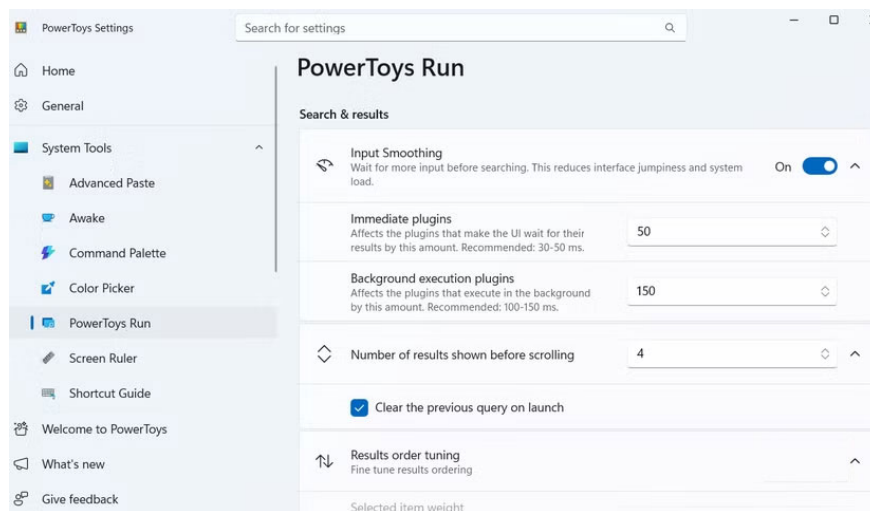 PowerToys Settings
Search for settings
Home
General
System Tools
Advanced Paste
Awake
Command Palette
Color Picker
PowerToys Run
Screen Ruler
Shortcut Guide
Welcome to PowerToys
What's new
Give feedback
PowerToys Run
Search & results
Input Smoothing
Wait for more input before searching. This reduces interface jumpiness and system
load.
On
Immediate plugins
Affects the plugins that make the UI wait for their
results by this amount. Recommended: 30-50 ms.
50
Background execution plugins
Affects the plugins that execute in the background
by this amount. Recommended: 100-150 ms.
150
Number of results shown before scrolling
4
Clear the previous query on launch
Results order tuning
Fine tune results ordering
Selected item weight